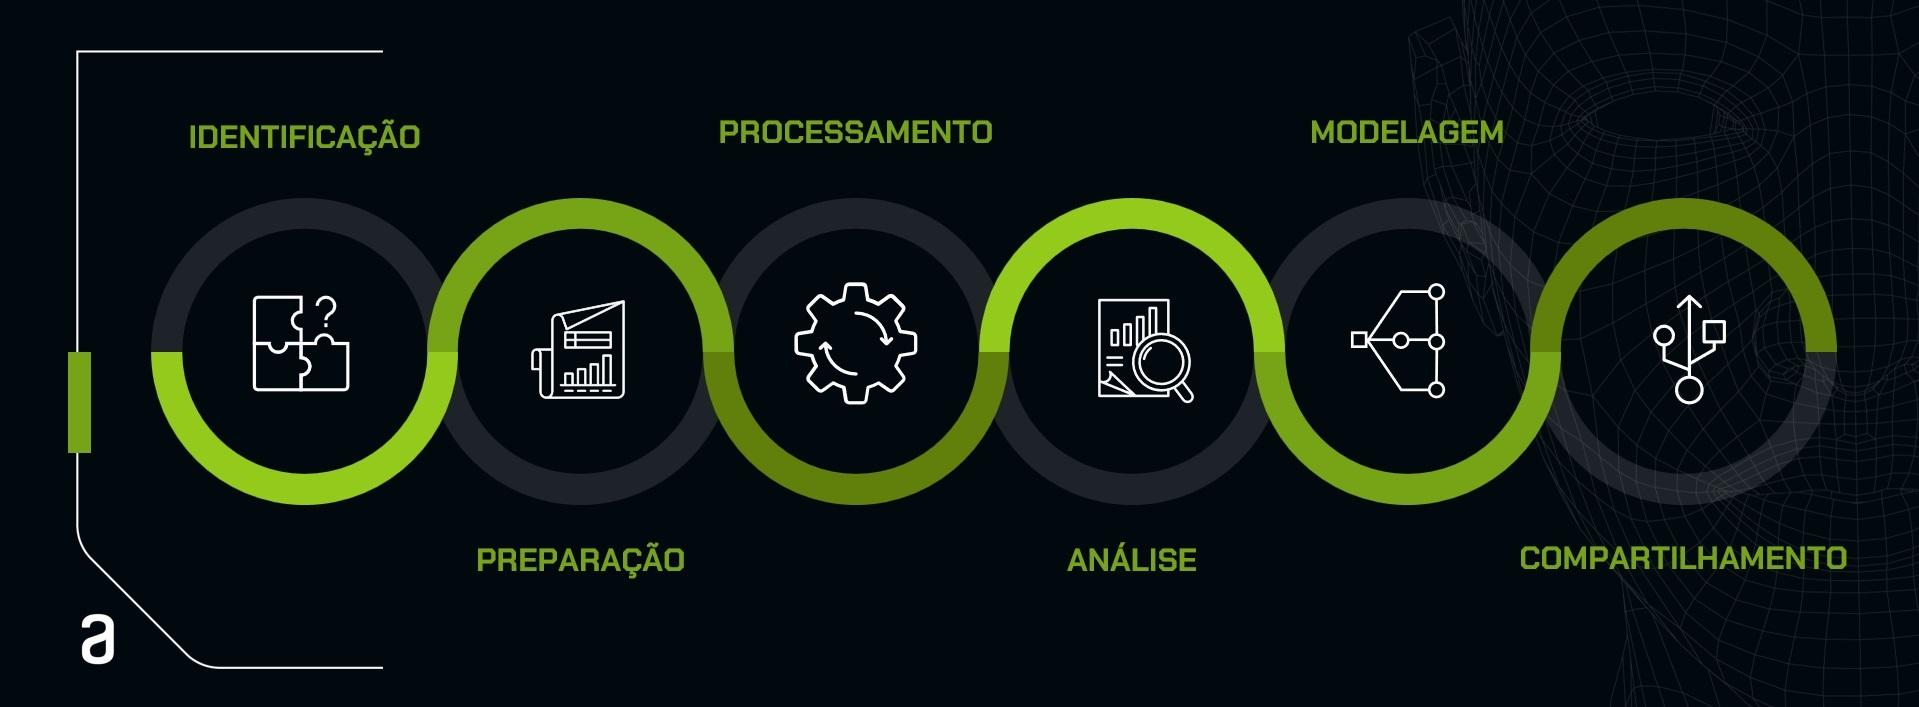 IDENTIFICAÇÃO
PREPARAÇÃO
PROCESSAMENTO
ANÁLISE
MODELAGEM
COMPARTILHAMENTO
?
a